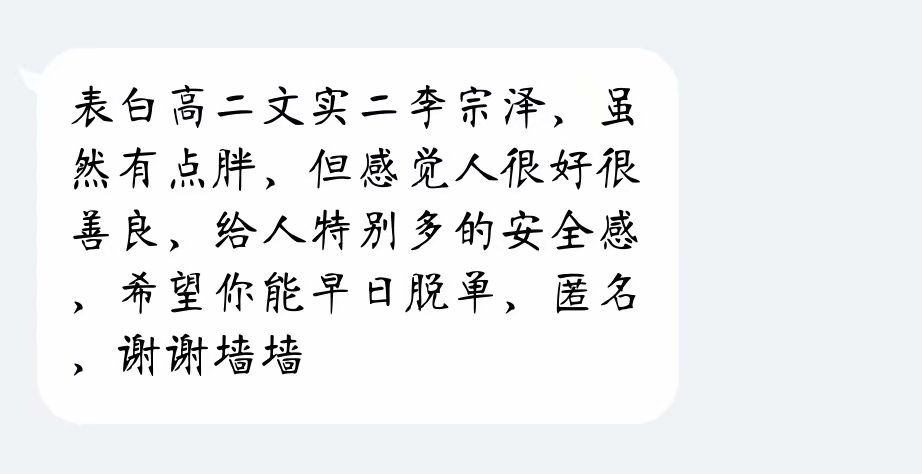 表白高二文实二李宗泽，虽
然有点胖，但感觉人很好很
善良，给人特别多的安全感
，希望你能早日脱单，匿名
，谢谢墙墙